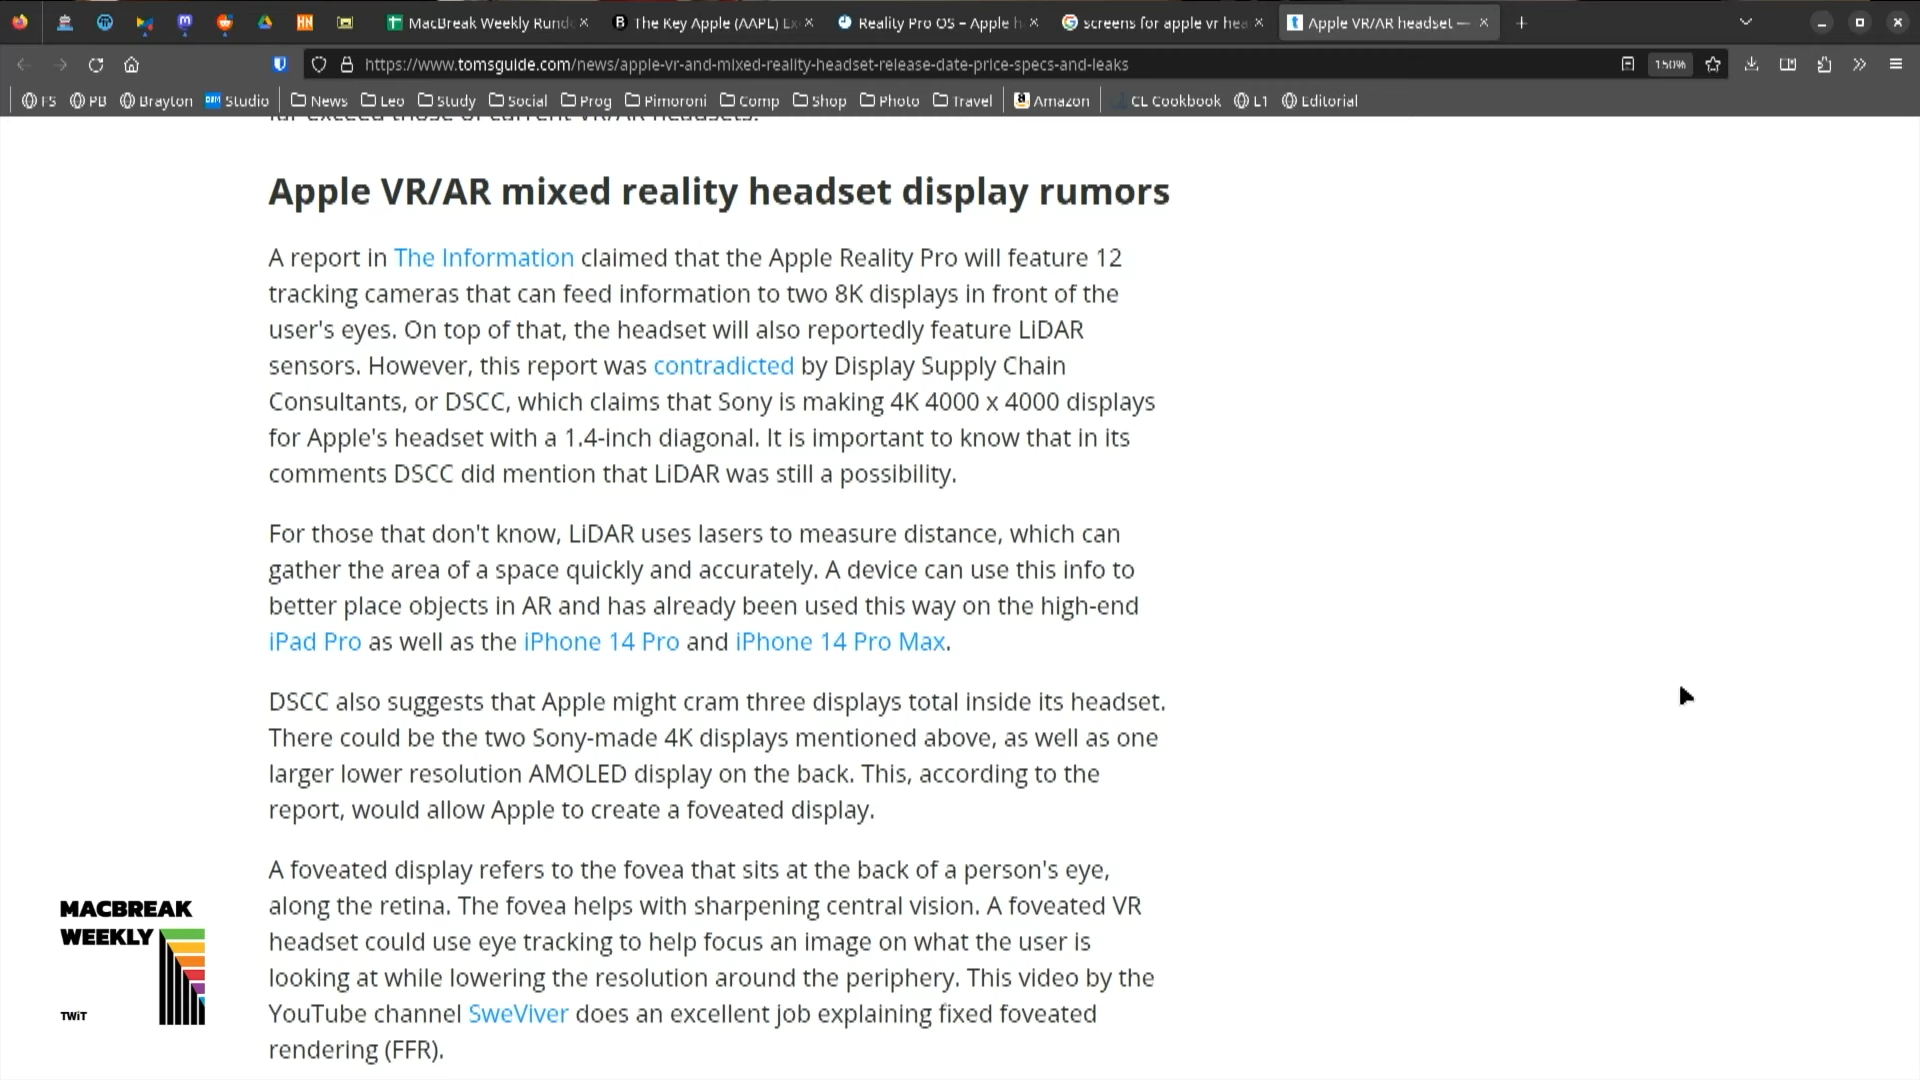 MacBreak Weekly Rund
The Key Apple (AAPL) Ex
Reality Pro OS – Apple h
screens for apple vr hea
Apple VR/AR headset —
https://www.tomsguide.com/news/apple-vr-and-mixed-reality-headset-release-date-price-specs-and-leaks
150%
FS PB Brayton Studio News Leo Study Social Prog Pimoroni Comp Shop Photo Travel Amazon CL Cookbook L1 Editorial
far exceed those of current VR/AR headsets.
Apple VR/AR mixed reality headset display rumors
A report in The Information claimed that the Apple Reality Pro will feature 12
tracking cameras that can feed information to two 8K displays in front of the
user's eyes. On top of that, the headset will also reportedly feature LiDAR
sensors. However, this report was contradicted by Display Supply Chain
Consultants, or DSCC, which claims that Sony is making 4K 4000 x 4000 displays
for Apple's headset with a 1.4-inch diagonal. It is important to know that in its
comments DSCC did mention that LiDAR was still a possibility.
For those that don't know, LiDAR uses lasers to measure distance, which can
gather the area of a space quickly and accurately. A device can use this info to
better place objects in AR and has already been used this way on the high-end
iPad Pro as well as the iPhone 14 Pro and iPhone 14 Pro Max.
DSCC also suggests that Apple might cram three displays total inside its headset.
There could be the two Sony-made 4K displays mentioned above, as well as one
larger lower resolution AMOLED display on the back. This, according to the
report, would allow Apple to create a foveated display.
A foveated display refers to the fovea that sits at the back of a person's eye,
along the retina. The fovea helps with sharpening central vision. A foveated VR
headset could use eye tracking to help focus an image on what the user is
looking at while lowering the resolution around the periphery. This video by the
YouTube channel SweViver does an excellent job explaining fixed foveated
rendering (FFR).
MACBREAK
WEEKLY
TWiT